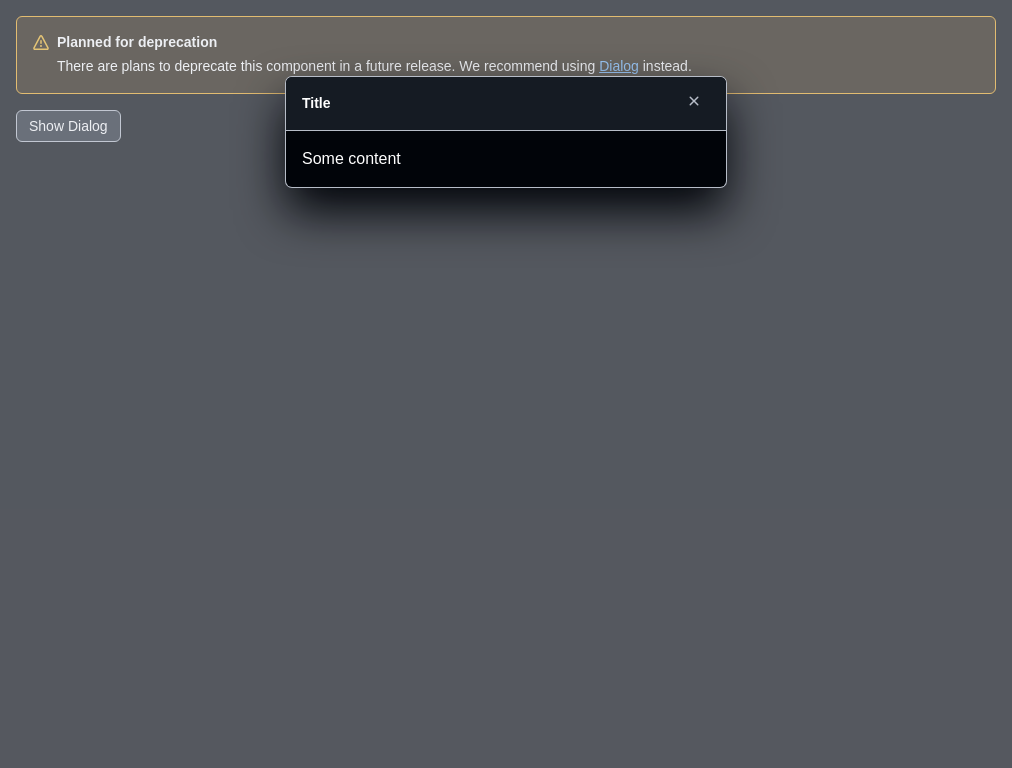 Planned for deprecation
There are plans to deprecate this component in a future release. We recommend using Dialog instead.
Title
Show Dialog
Some content